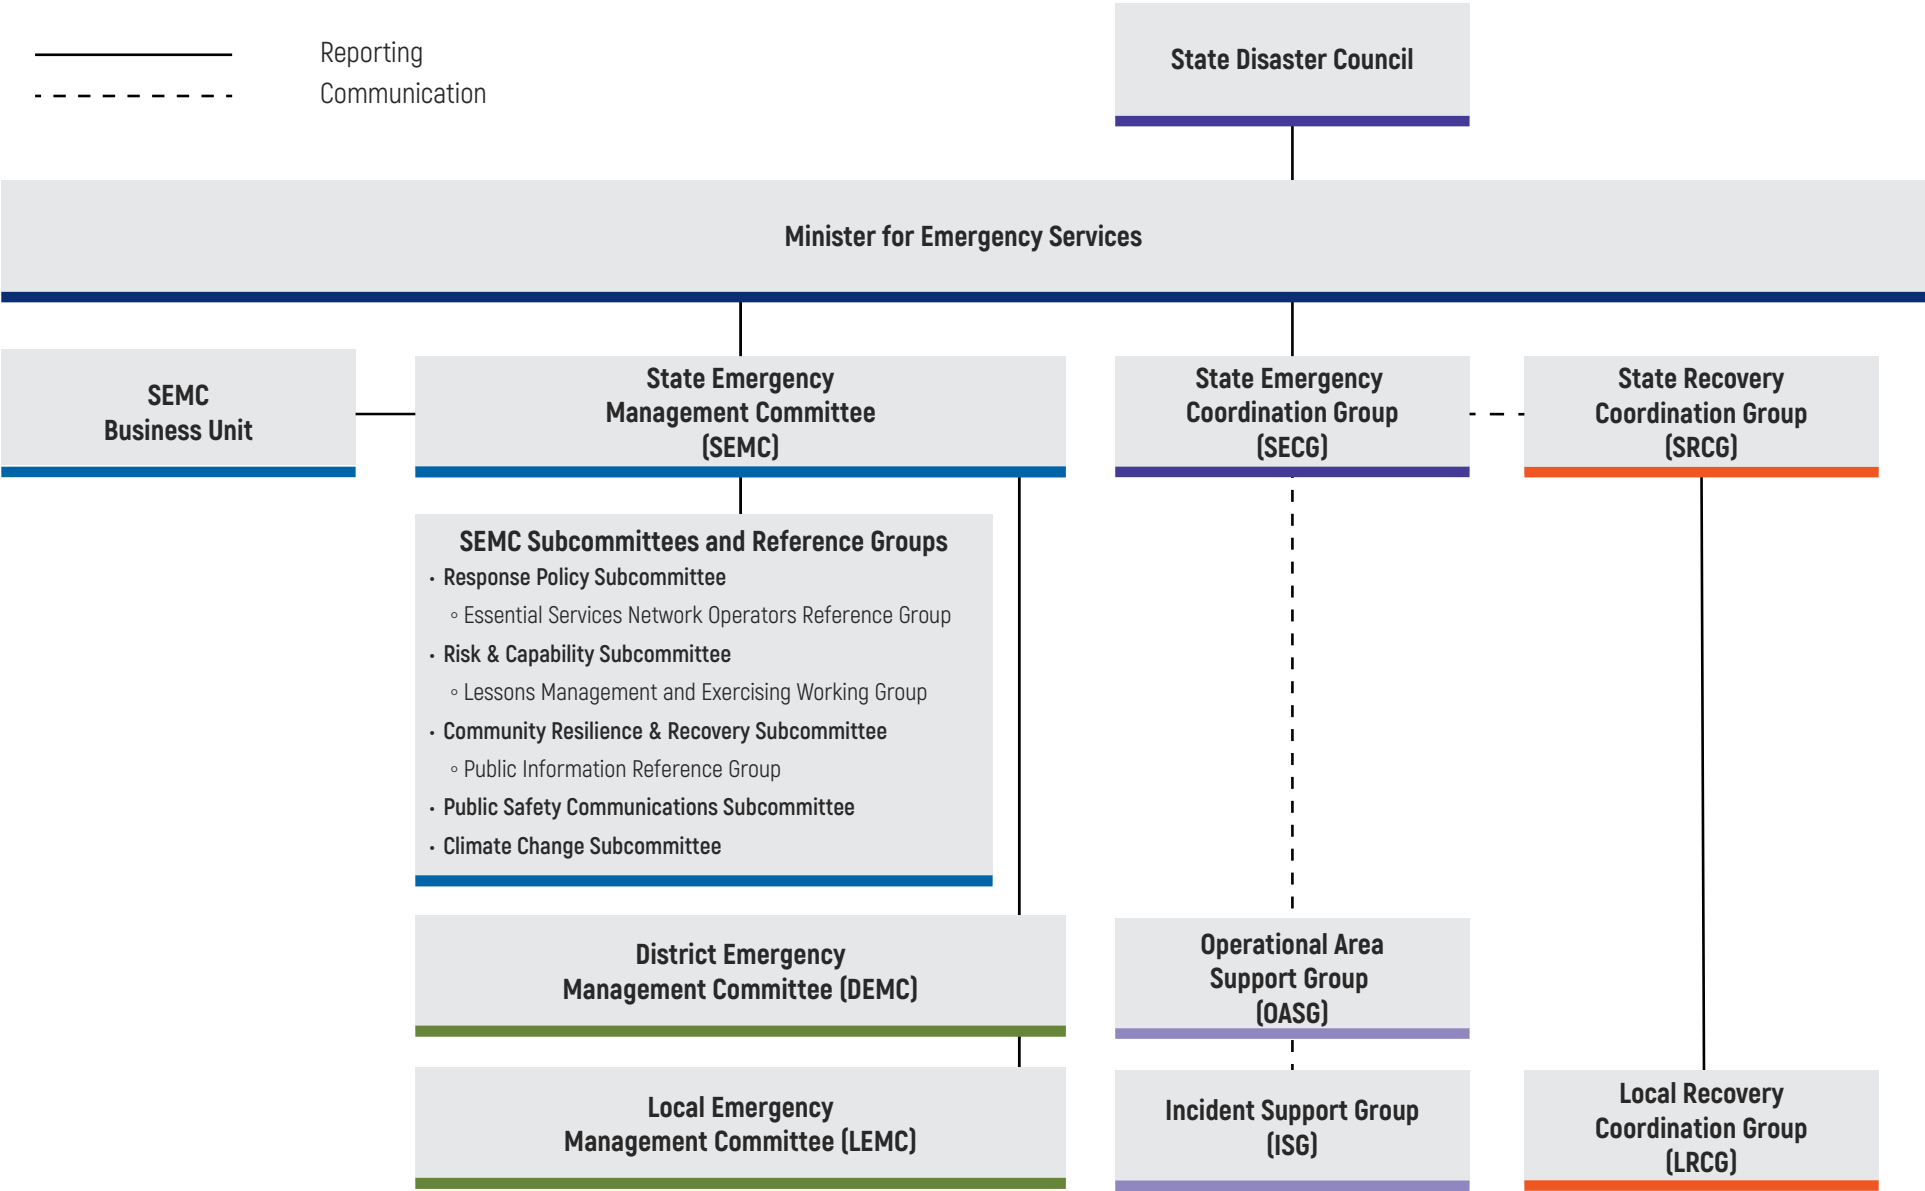 Reporting
Communication
State Disaster Council
Minister for Emergency Services
SEMC
Business Unit
State Emergency
Management Committee
(SEMC)
State Emergency
Coordination Group
(SECG)
State Recovery
Coordination Group
(SRCG)
SEMC Subcommittees and Reference Groups
• Response Policy Subcommittee
◦ Essential Services Network Operators Reference Group
• Risk & Capability Subcommittee
◦ Lessons Management and Exercising Working Group
• Community Resilience & Recovery Subcommittee
◦ Public Information Reference Group
• Public Safety Communications Subcommittee
• Climate Change Subcommittee
District Emergency
Management Committee (DEMC)
Operational Area
Support Group
(OASG)
Local Emergency
Management Committee (LEMC)
Incident Support Group
(ISG)
Local Recovery
Coordination Group
(LRCG)